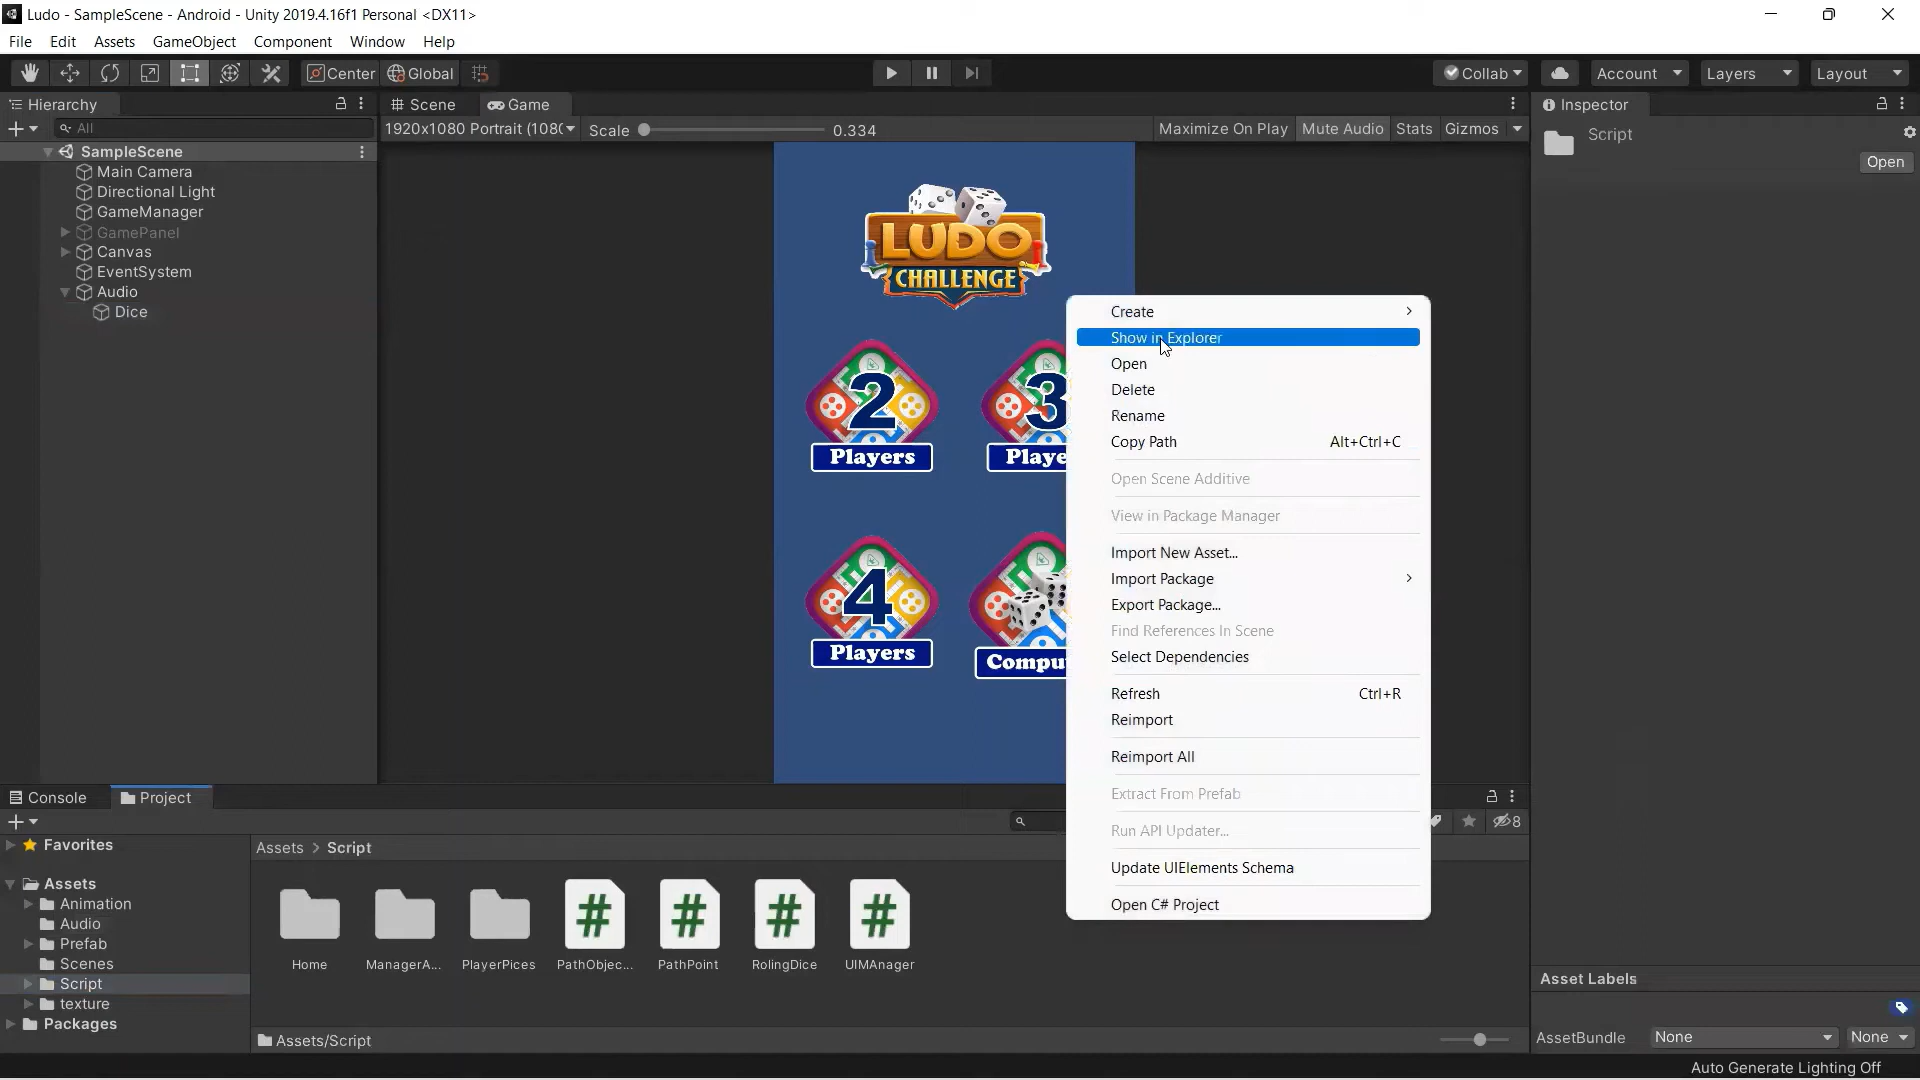 Ludo - SampleScene - Android - Unity 2019.4.16f1 Personal <DX11>
File Edit Assets GameObject Component Window Help
Center Global Collab Account Layers Layout
Hierarchy
All
SampleScene
Main Camera
Directional Light
GameManager
GamePanel
Canvas
EventSystem
Audio
Dice
Scene Game
1920x1080 Portrait (108( Scale 0.334 Maximize On Play Mute Audio Stats Gizmos
LUDO
CHALLENGE
2
Players
3
Playe
4
Players
Compu
Create
Show in Explorer
Open
Delete
Rename
Copy Path Alt+Ctrl+C
Open Scene Additive
View in Package Manager
Import New Asset...
Import Package
Export Package...
Find References In Scene
Select Dependencies
Refresh Ctrl+R
Reimport
Reimport All
Extract From Prefab
Run API Updater...
Update UIElements Schema
Open C# Project
Inspector
Script
Open
Asset Labels
AssetBundle None None
Console Project
8
Favorites
Assets
Animation
Audio
Prefab
Scenes
Script
texture
Packages
Assets > Script
Home ManagerA... PlayerPices PathObjec... PathPoint RolingDice UIMAnager
Assets/Script
Auto Generate Lighting Off